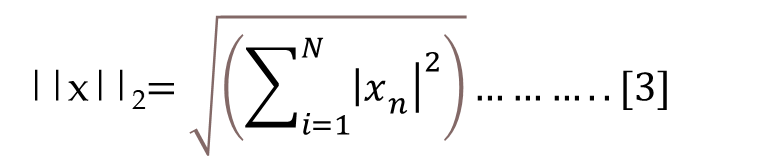 ||x||₂= √(∑ᵢ₌₁ᴺ |xₙ|²) ... ... ... . . [3]